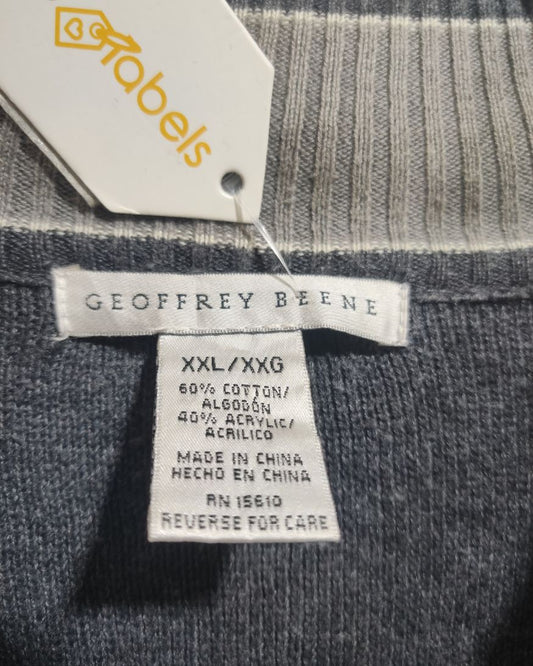 labels
GEOFFREY BEENE
XXL/XXG
60% COTTON/
ALGODÓN
40% ACRYLIC/
ACRILICO
MADE IN CHINA
HECHO EN CHINA
RN 15610
REVERSE FOR CARE